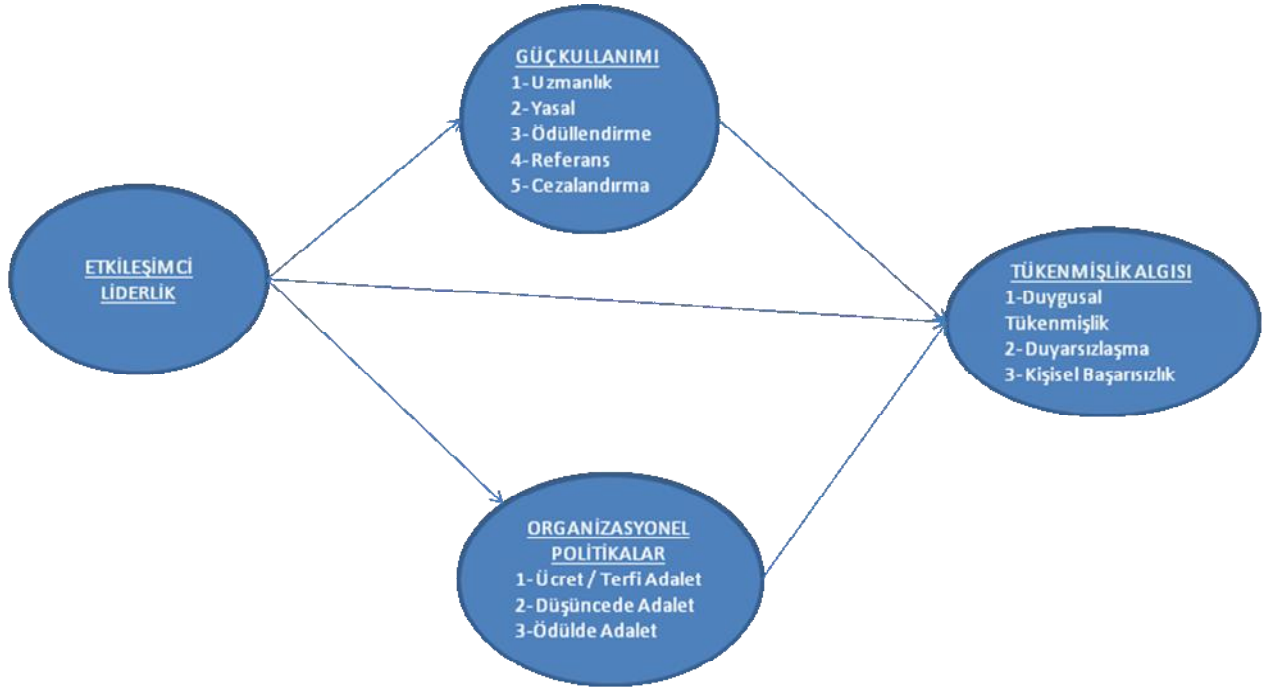 GÜÇ KULLANIMI
1- Uzmanlık
2- Yasal
3- Ödüllendirme
4- Referans
5- Cezalandırma
ETKİLEŞİMCİ
LİDERLİK
TÜKENMİŞLİK ALGISI
1-Duygusal
Tükenmişlik
2- Duyarsızlaşma
3- Kişisel Başarısızlık
ORGANİZASYONEL
POLİTİKALAR
1- Ücret / Terfi Adalet
2- Düşüncede Adalet
3-Ödülde Adalet